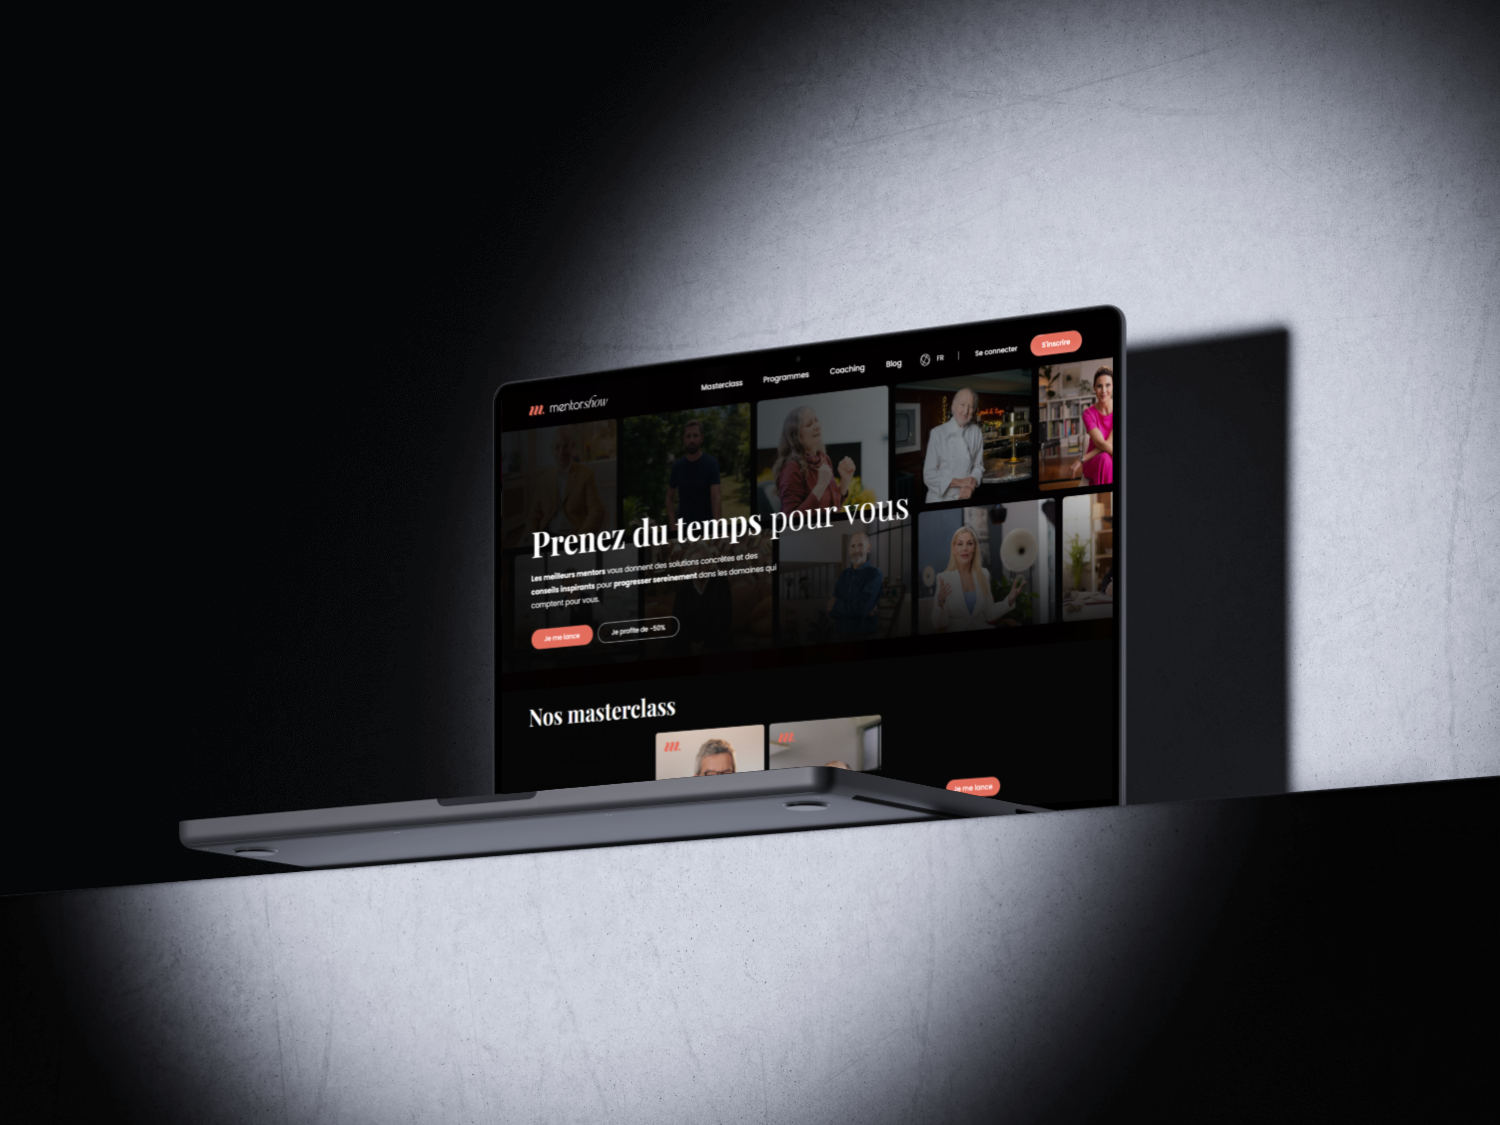 m. mentorshow
Masterclass
Programmes
Coaching
Blog
FR
|
Se connecter
S'inscrire
Prenez du temps pour vous
Les meilleurs mentors vous donnent des solutions concrètes et des
conseils inspirants pour progresser sereinement dans les domaines qui
comptent pour vous.
Je me lance
Je profite de -50%
Nos masterclass
m.
m.
Je me lance